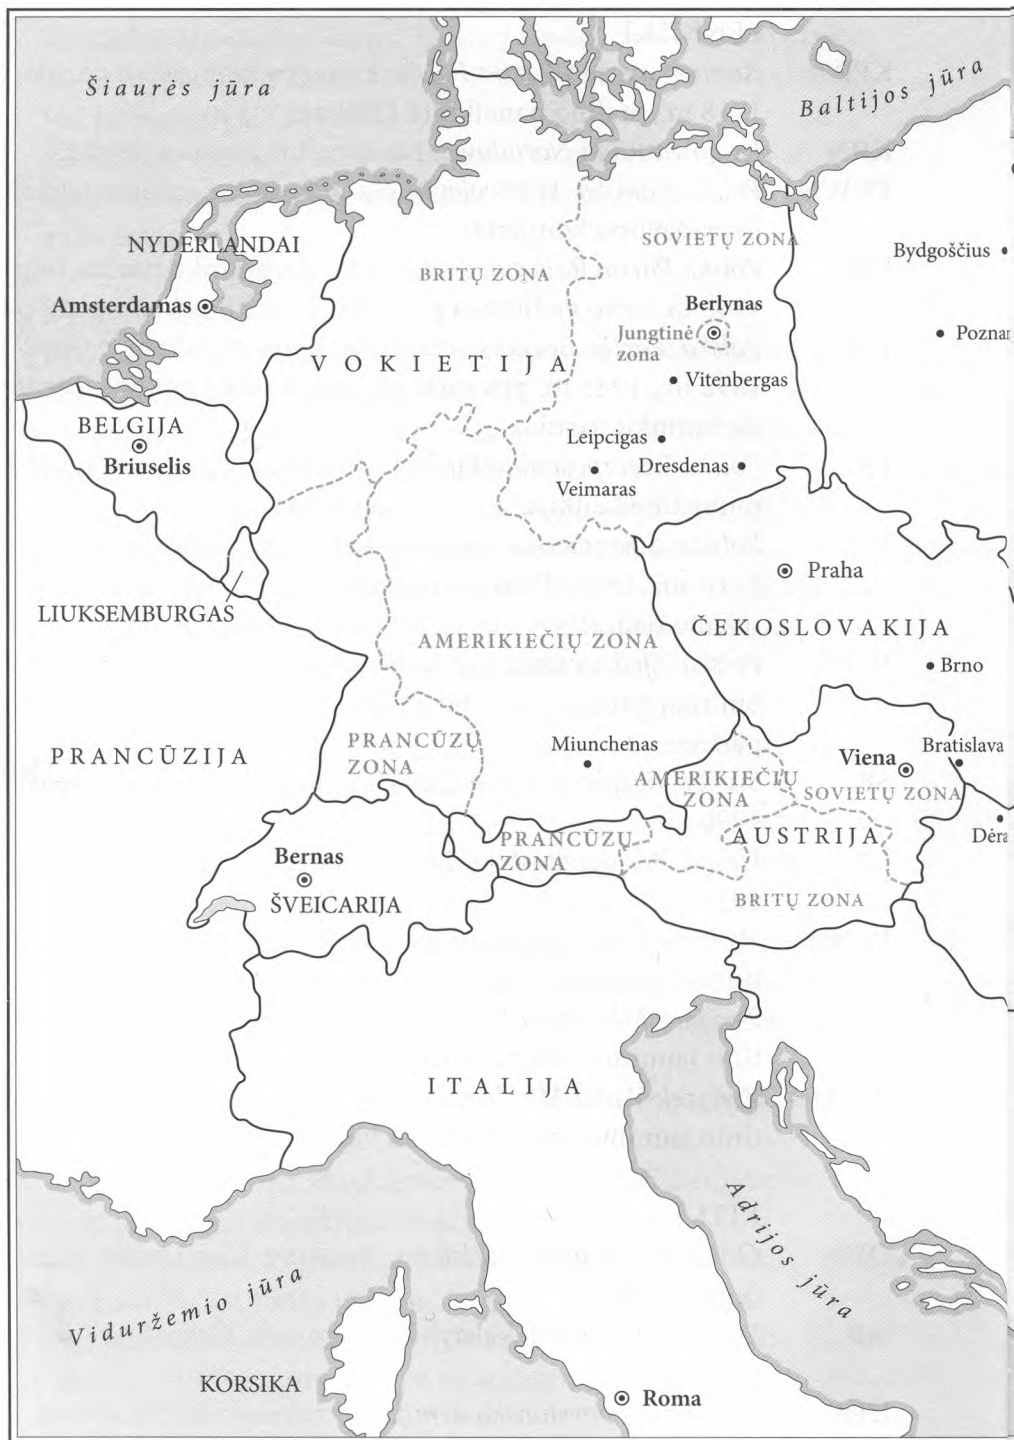 Šiaurės jūra
Baltijos jūra
NYDERLANDAI
Amsterdamas
BRITŲ ZONA
SOVIETŲ ZONA
Bydgoščius
Berlynas
Jungtinė
zona
Poznan
VOKIETIJA
Vitenbergas
BELGIJA
Briuselis
Leipcigas
Dresdenas
Veimaras
Praha
LIUKSEMBURGAS
AMERIKIEČIŲ ZONA
ČEKOSLOVAKIJA
Brno
PRANCŪZIJA
PRANCŪZŲ
ZONA
Miunchenas
Viena
Bratislava
AMERIKIEČIŲ
ZONA
SOVIETŲ ZONA
PRANCŪZŲ
ZONA
AUSTRIJA
Dėra
Bernas
ŠVEICARIJA
BRITŲ ZONA
ITALIJA
Adrijos jūra
Viduržemio jūra
KORSIKA
Roma